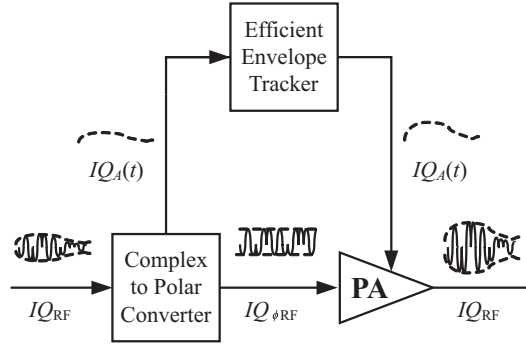 Efficient
Envelope
Tracker
IQA(t)
IQA(t)
Complex
to Polar
Converter
PA
IQRF
IQϕRF
IQRF